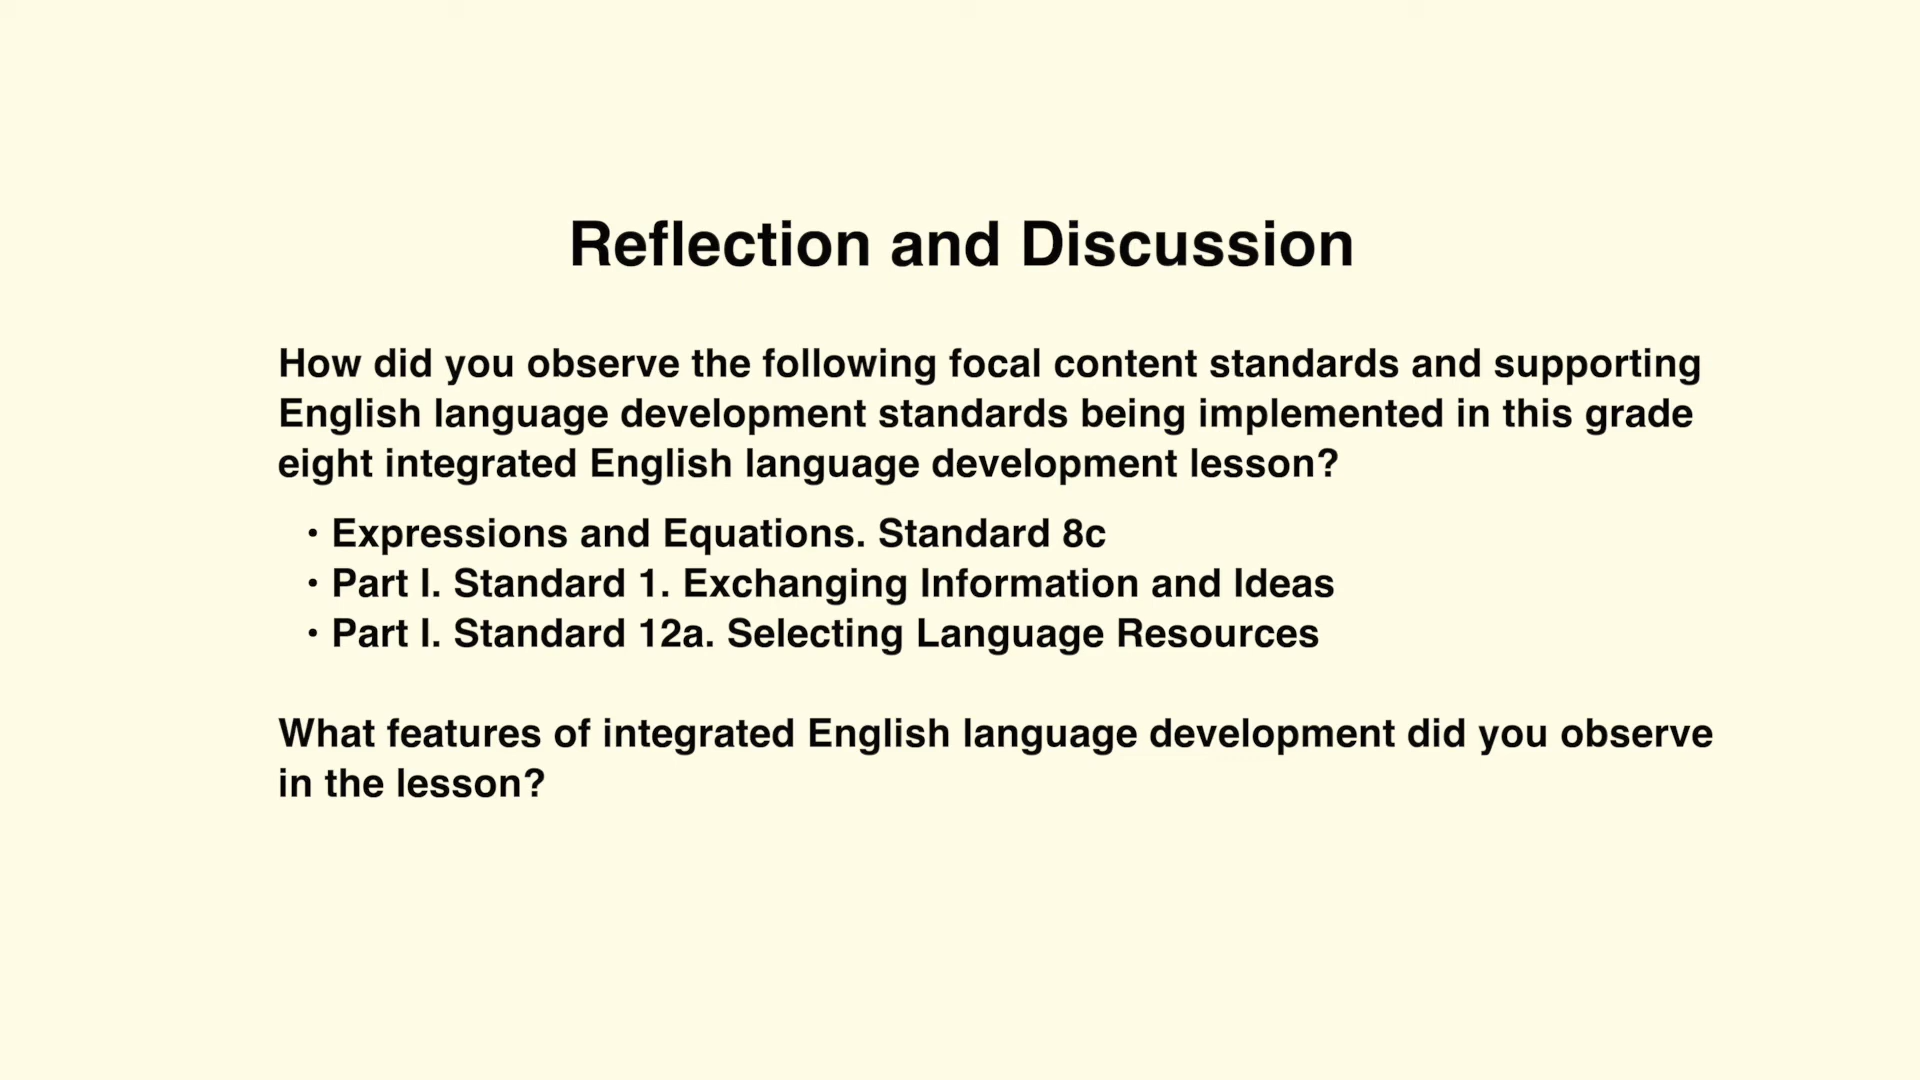 Reflection and Discussion
How did you observe the following focal content standards and supporting
English language development standards being implemented in this grade
eight integrated English language development lesson?
• Expressions and Equations. Standard 8c
• Part I. Standard 1. Exchanging Information and Ideas
• Part I. Standard 12a. Selecting Language Resources
What features of integrated English language development did you observe
in the lesson?